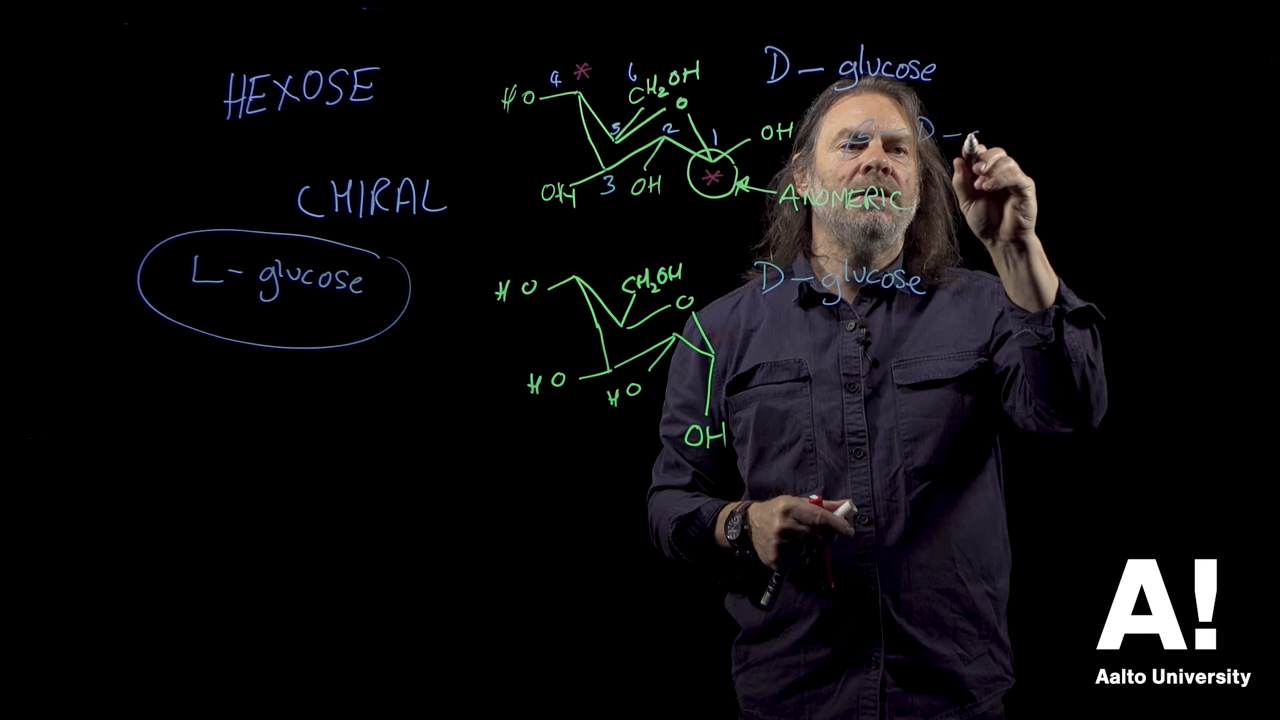 HEXOSE
CHIRAL
L - glucose
4 * 6
HO CH2OH O
5 2 1 OH
OH 3 OH *
ANOMERIC
D - glucose
D -
HO CH2OH O
HO HO
OH
D - glucose
A!
Aalto University